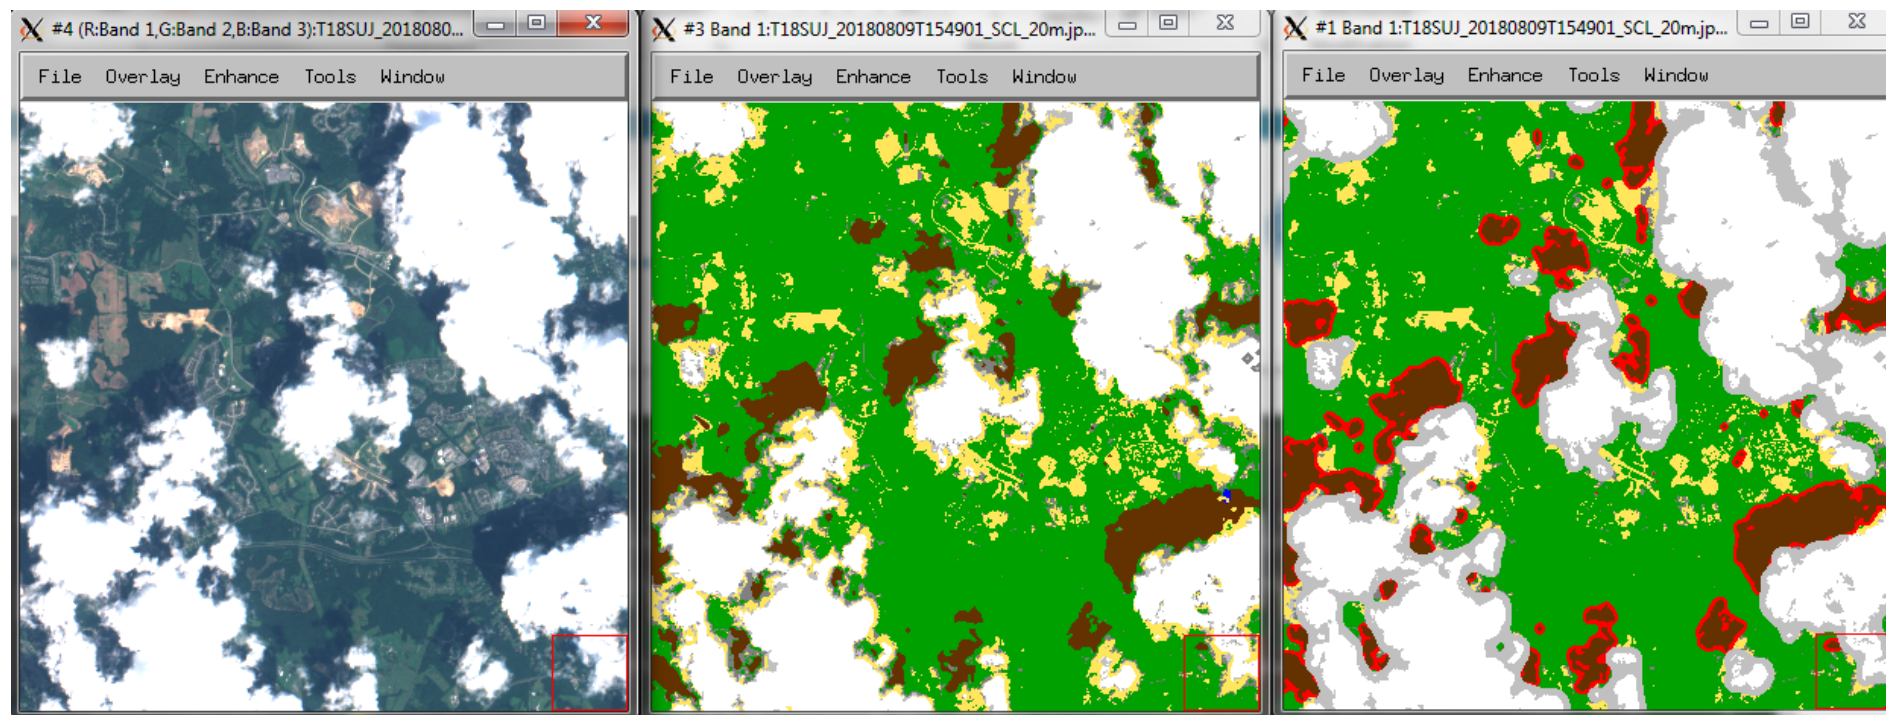 #4 (R:Band 1,G:Band 2,B:Band 3):T18SUJ_2018080...
File Overlay Enhance Tools Window
#3 Band 1:T18SUJ_20180809T154901_SCL_20m.jp...
File Overlay Enhance Tools Window
#1 Band 1:T18SUJ_20180809T154901_SCL_20m.jp...
File Overlay Enhance Tools Window